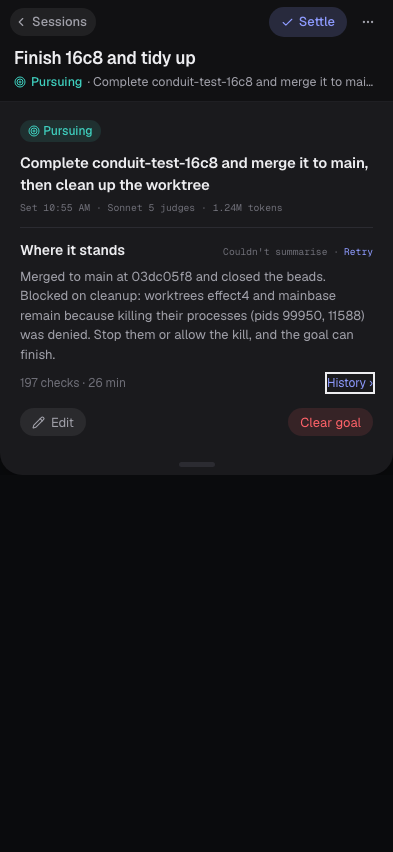 Sessions
Settle
Finish 16c8 and tidy up
Pursuing · Complete conduit-test-16c8 and merge it to mai...
Pursuing
Complete conduit-test-16c8 and merge it to main,
then clean up the worktree
Set 10:55 AM · Sonnet 5 judges · 1.24M tokens
Where it stands
Couldn't summarise · Retry
Merged to main at 03dc05f8 and closed the beads.
Blocked on cleanup: worktrees effect4 and mainbase
remain because killing their processes (pids 99950, 11588)
was denied. Stop them or allow the kill, and the goal can
finish.
197 checks · 26 min
History ›
Edit
Clear goal